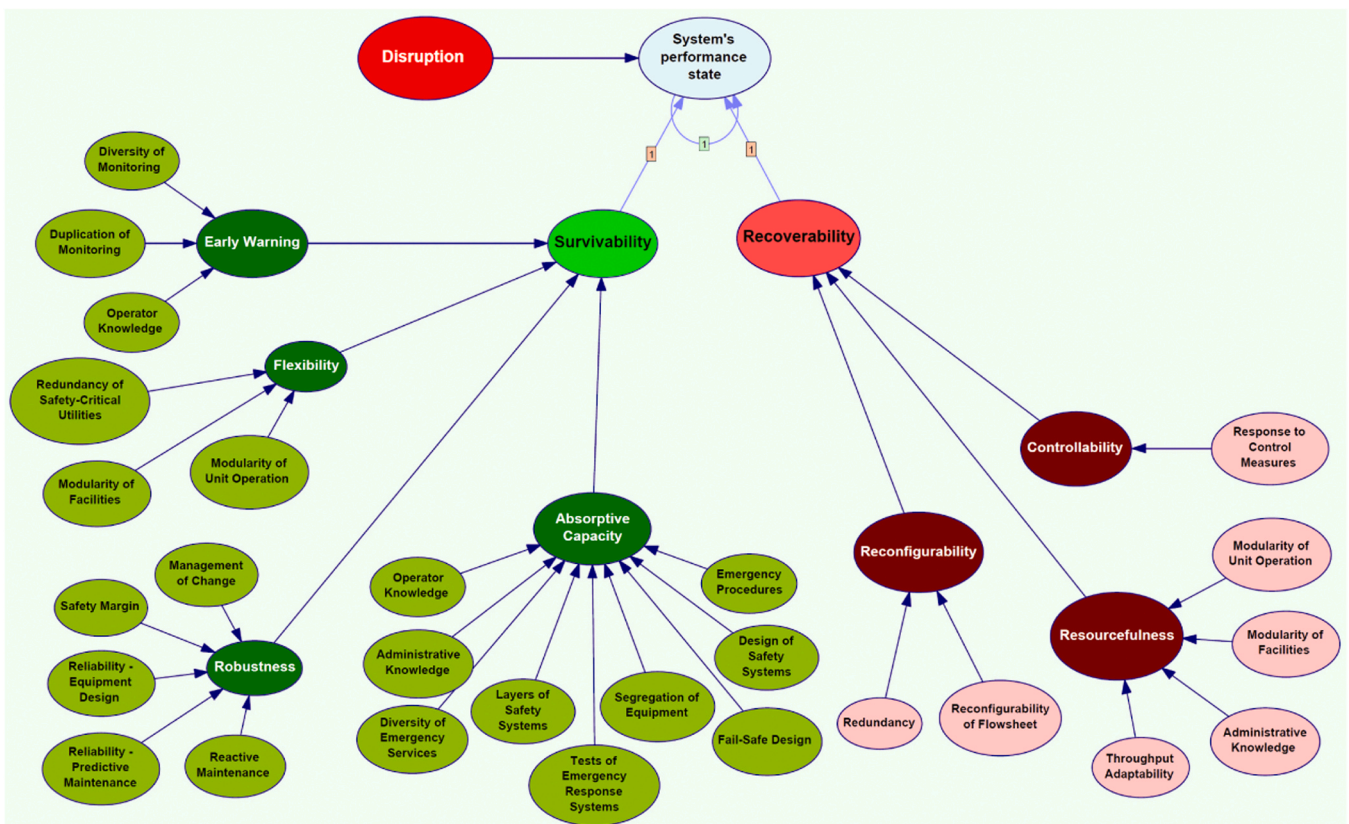 Disruption
System's
performance
state
1
1
1
Diversity of
Monitoring
Duplication of
Monitoring
Early Warning
Operator
Knowledge
Survivability
Recoverability
Flexibility
Redundancy of
Safety-Critical
Utilities
Modularity of
Facilities
Modularity of
Unit Operation
Controllability
Response to
Control
Measures
Absorptive
Capacity
Reconfigurability
Management
of Change
Safety Margin
Robustness
Reliability -
Equipment
Design
Reliability -
Predictive
Maintenance
Reactive
Maintenance
Operator
Knowledge
Administrative
Knowledge
Diversity of
Emergency
Services
Layers of
Safety
Systems
Tests of
Emergency
Response
Systems
Segregation of
Equipment
Fail-Safe Design
Design of
Safety
Systems
Emergency
Procedures
Redundancy
Reconfigurability
of Flowsheet
Resourcefulness
Modularity of
Unit Operation
Modularity of
Facilities
Administrative
Knowledge
Throughput
Adaptability